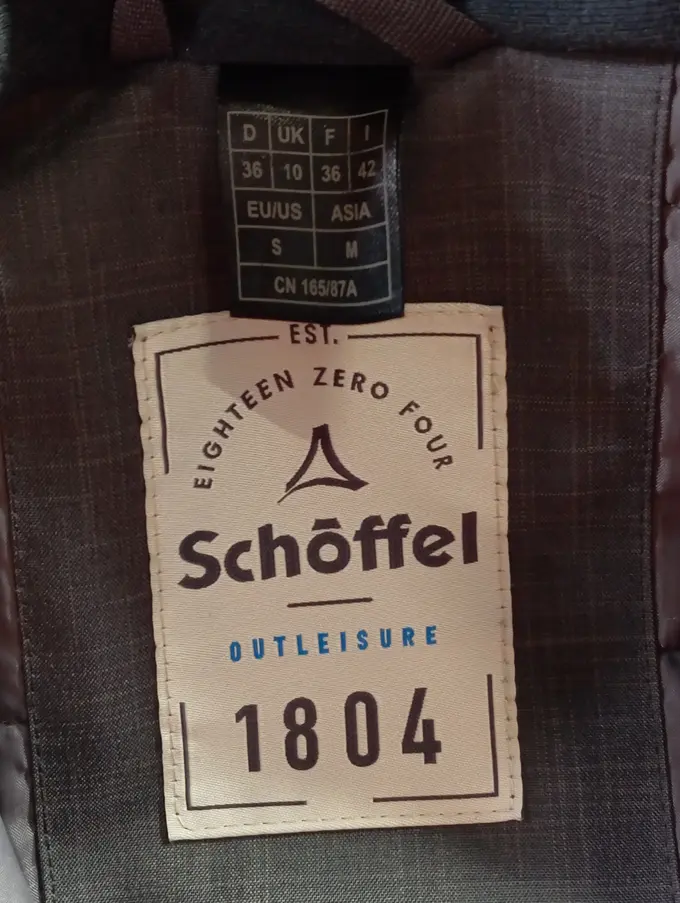 D UK F I
36 10 36 42
EU/US ASIA
S M
CN 165/87A
EST.
EIGHTEEN ZERO FOUR
Schöffel
OUTLEISURE
1804